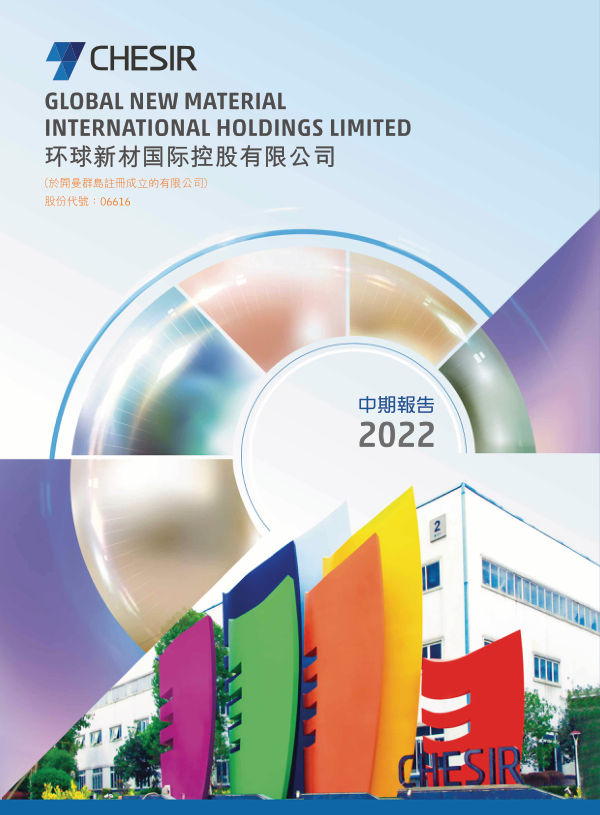 CHESIR
GLOBAL NEW MATERIAL
INTERNATIONAL HOLDINGS LIMITED
环球新材国际控股有限公司
(於開曼群島註冊成立的有限公司)
股份代號：06616
中期報告
2022
2
CHESIR